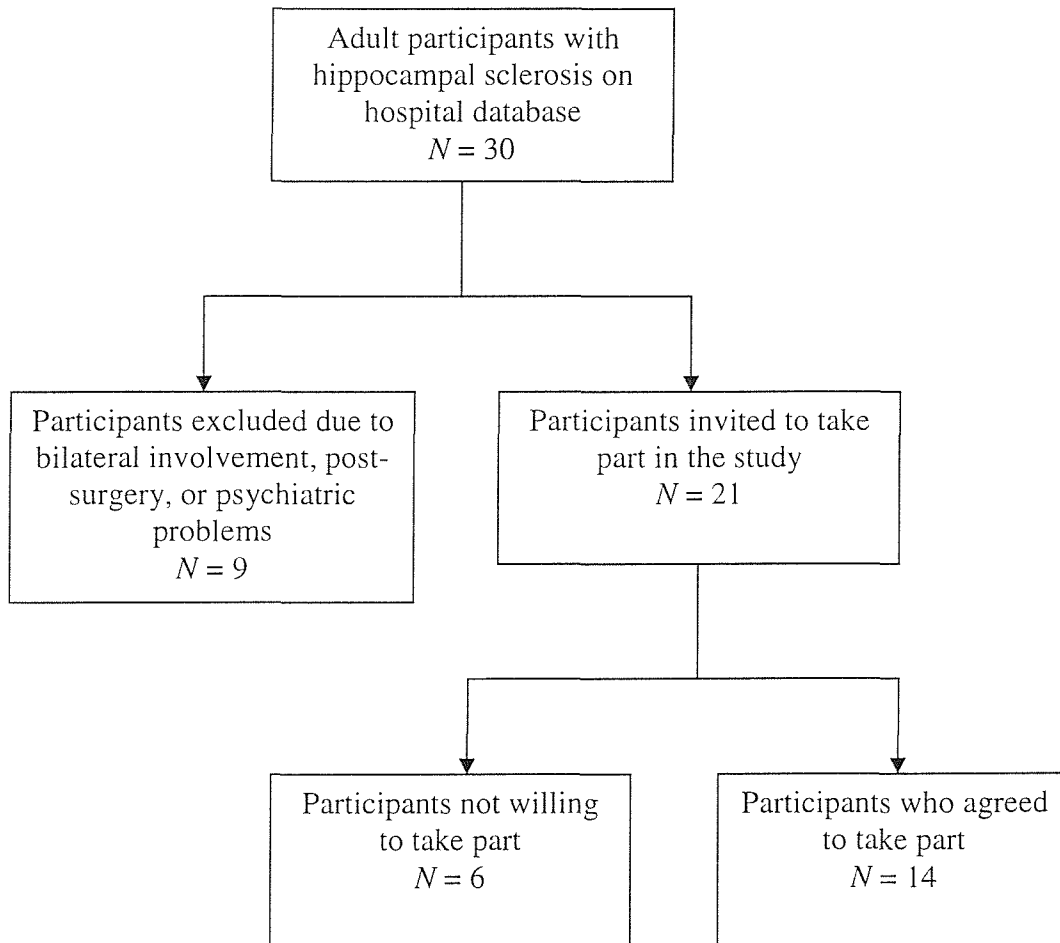 Adult participants with
hippocampal sclerosis on
hospital database
N = 30
Participants excluded due to
bilateral involvement, post-
surgery, or psychiatric
problems
N = 9
Participants invited to take
part in the study
N = 21
Participants not willing
to take part
N = 6
Participants who agreed
to take part
N = 14